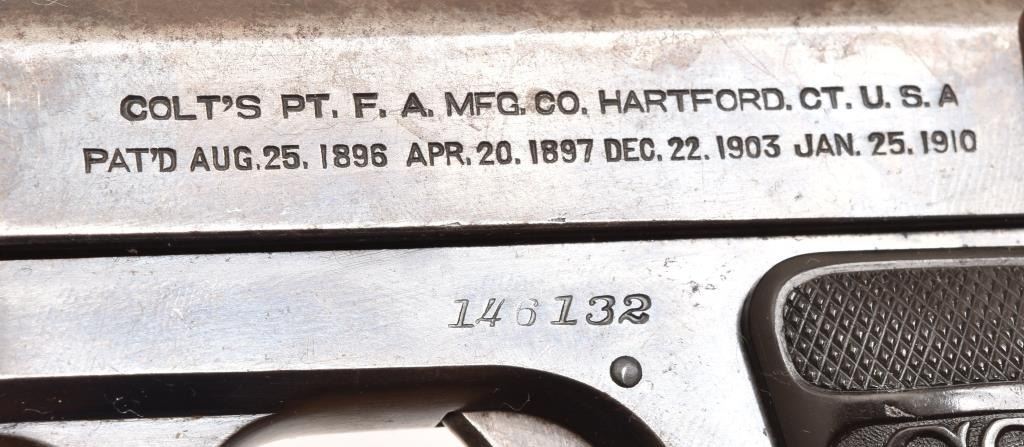 COLT'S PT. F. A. MFG. CO. HARTFORD. CT. U. S. A
PAT'D AUG. 25. 1896 APR. 20. 1897 DEC. 22. 1903 JAN. 25. 1910
146132